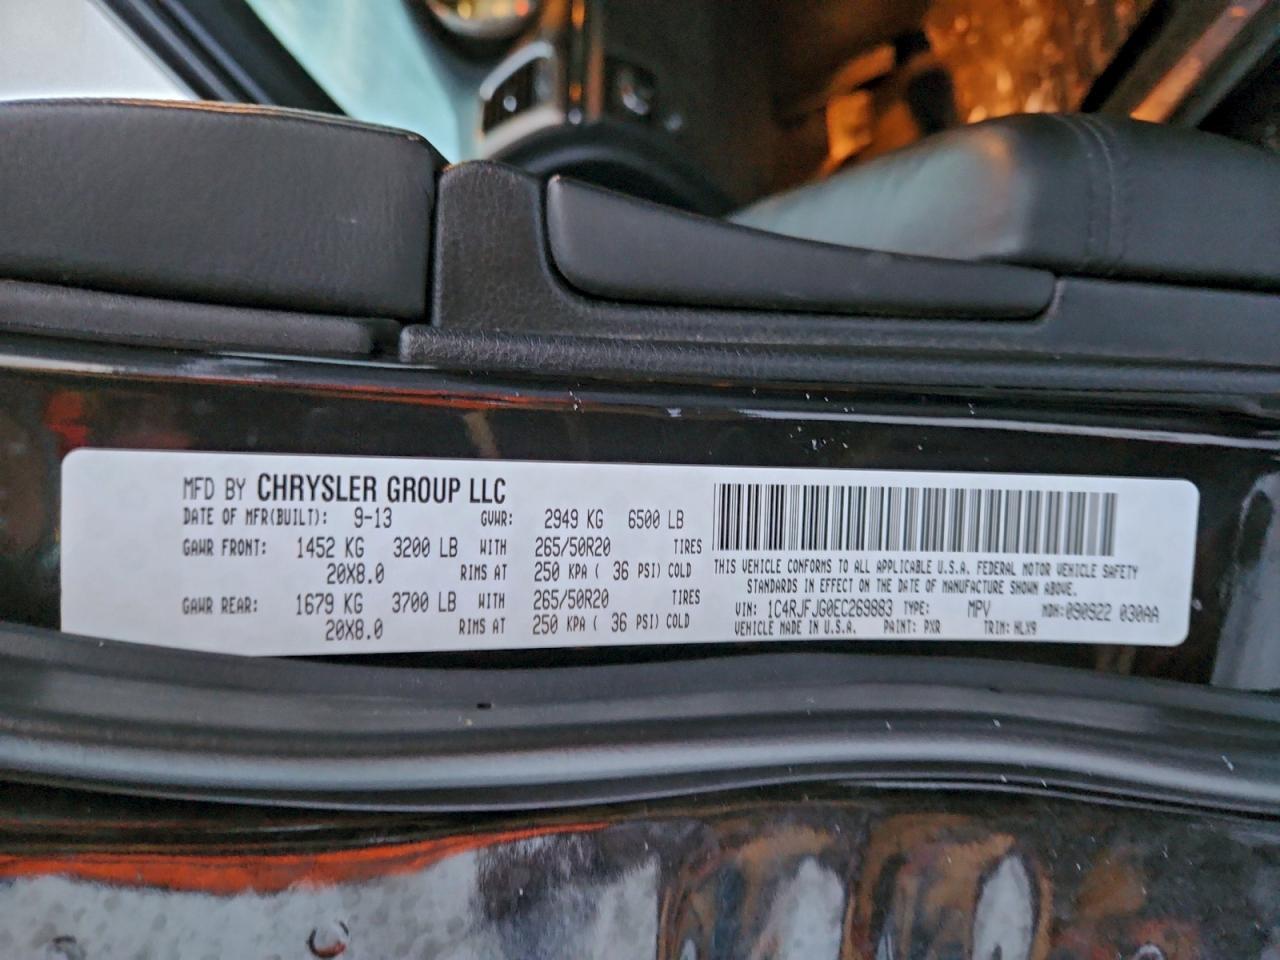 MFD BY CHRYSLER GROUP LLC
DATE OF MFR(BUILT): 9-13 GVWR: 2949 KG 6500 LB
GAWR FRONT: 1452 KG 3200 LB WITH 265/50R20 TIRES
20X8.0 RIMS AT 250 KPA ( 36 PSI) COLD
GAWR REAR: 1679 KG 3700 LB WITH 265/50R20 TIRES
20X8.0 RIMS AT 250 KPA ( 36 PSI) COLD
THIS VEHICLE CONFORMS TO ALL APPLICABLE U.S.A. FEDERAL MOTOR VEHICLE SAFETY
STANDARDS IN EFFECT ON THE DATE OF MANUFACTURE SHOWN ABOVE.
VIN: 1C4RJFJG0EC269883 TYPE: MPV MDH: 090922 030AA
VEHICLE MADE IN U.S.A. PAINT: PXR TRIM: HLX9